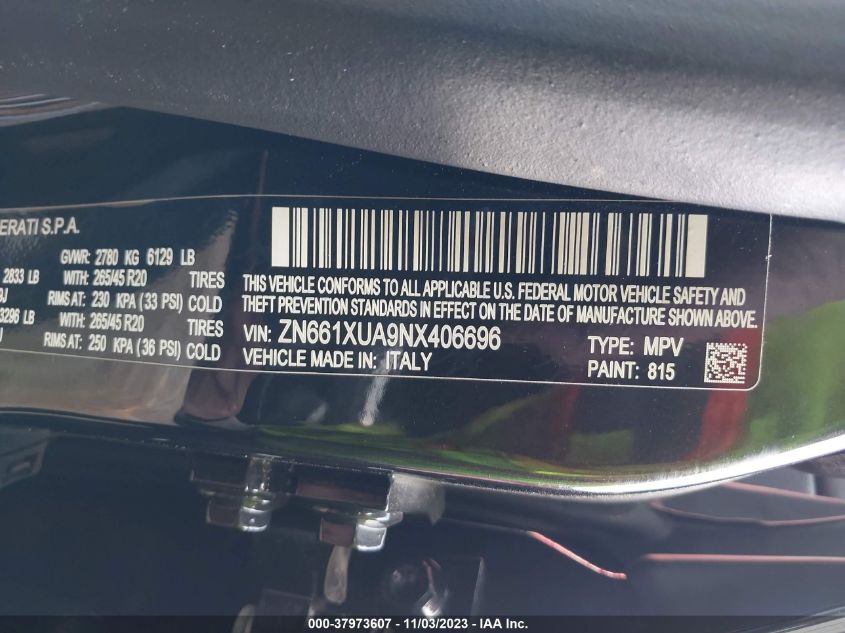 ERATI S.P.A.
GVWR: 2780 KG 6129 LB
2833 LB WITH: 265/45 R20 TIRES
J RIMS AT: 230 KPA (33 PSI) COLD
3286 LB WITH: 265/45 R20 TIRES
J RIMS AT: 250 KPA (36 PSI) COLD
THIS VEHICLE CONFORMS TO ALL APPLICABLE U.S. FEDERAL MOTOR VEHICLE SAFETY AND
THEFT PREVENTION STANDARDS IN EFFECT ON THE DATE OF MANUFACTURE SHOWN ABOVE.
VIN: ZN661XUA9NX406696 TYPE: MPV
VEHICLE MADE IN: ITALY PAINT: 815
000-37973607 - 11/03/2023 - IAA Inc.